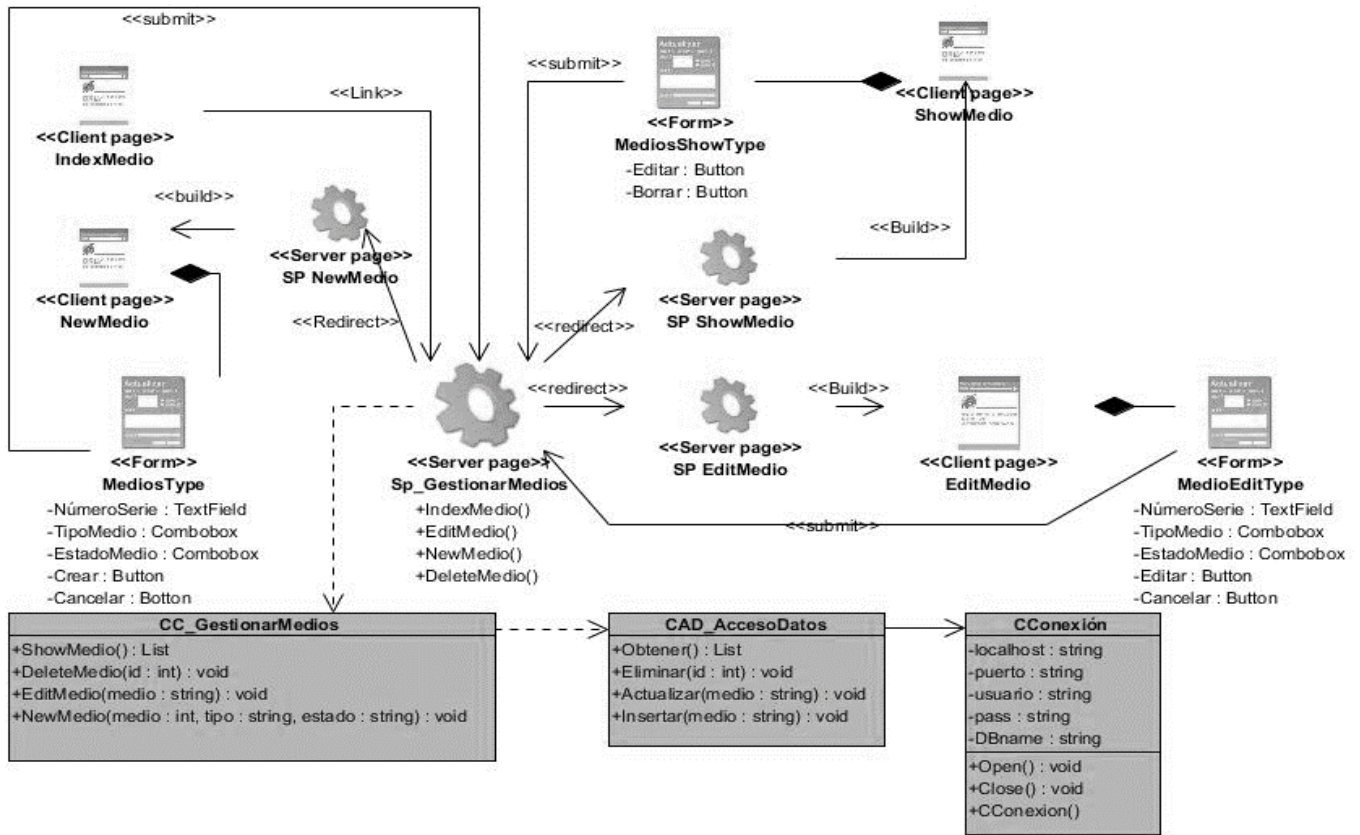 <<submit>>
<<Link>>
<<Client page>>
IndexMedio
<<build>>
<<Server page>>
SP NewMedio
<<Client page>>
NewMedio
<<Redirect>>
<<submit>>
Actualizar
<<Form>>
MediosShowType
-Editar : Button
-Borrar : Button
<<Client page>>
ShowMedio
<<Build>>
<<Server page>>
SP ShowMedio
<<redirect>>
<<redirect>>
<<Server page>>
SP EditMedio
<<Build>>
<<Client page>>
EditMedio
Actualizar
<<Form>>
MedioEditType
-NúmeroSerie : TextField
-TipoMedio : Combobox
-EstadoMedio : Combobox
-Editar : Button
-Cancelar : Button
<<submit>>
Actualizar
<<Form>>
MediosType
-NúmeroSerie : TextField
-TipoMedio : Combobox
-EstadoMedio : Combobox
-Crear : Button
-Cancelar : Botton
<<Server page>>
Sp_GestionarMedios
+IndexMedio()
+EditMedio()
+NewMedio()
+DeleteMedio()
CC_GestionarMedios
+ShowMedio() : List
+DeleteMedio(id : int) : void
+EditMedio(medio : string) : void
+NewMedio(medio : int, tipo : string, estado : string) : void
CAD_AccesoDatos
+Obtener() : List
+Eliminar(id : int) : void
+Actualizar(medio : string) : void
+Insertar(medio : string) : void
CConexión
-localhost : string
-puerto : string
-usuario : string
-pass : string
-DBname : string
+Open() : void
+Close() : void
+CConexion()